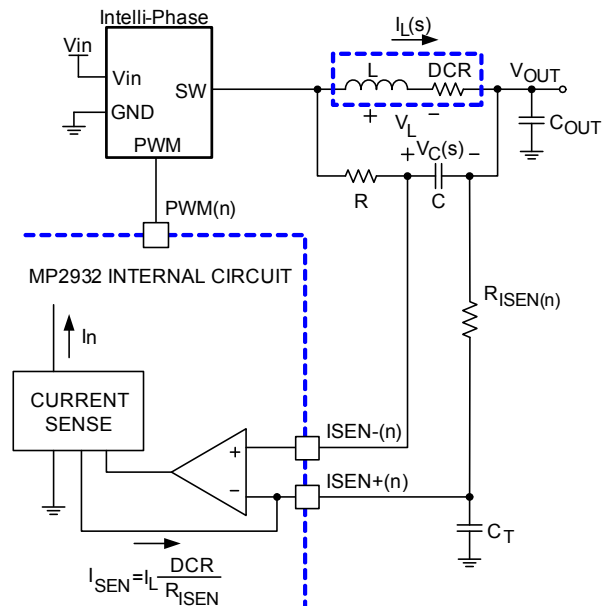 Intelli-Phase
Vin
Vin
GND
SW
PWM
I_L(s)
L
DCR
+ V_L −
V_OUT
C_OUT
+ V_C(s) −
R
C
PWM(n)
MP2932 INTERNAL CIRCUIT
R_ISEN(n)
In
CURRENT
SENSE
+
−
ISEN-(n)
ISEN+(n)
C_T
I_SEN=I_L DCR/R_ISEN